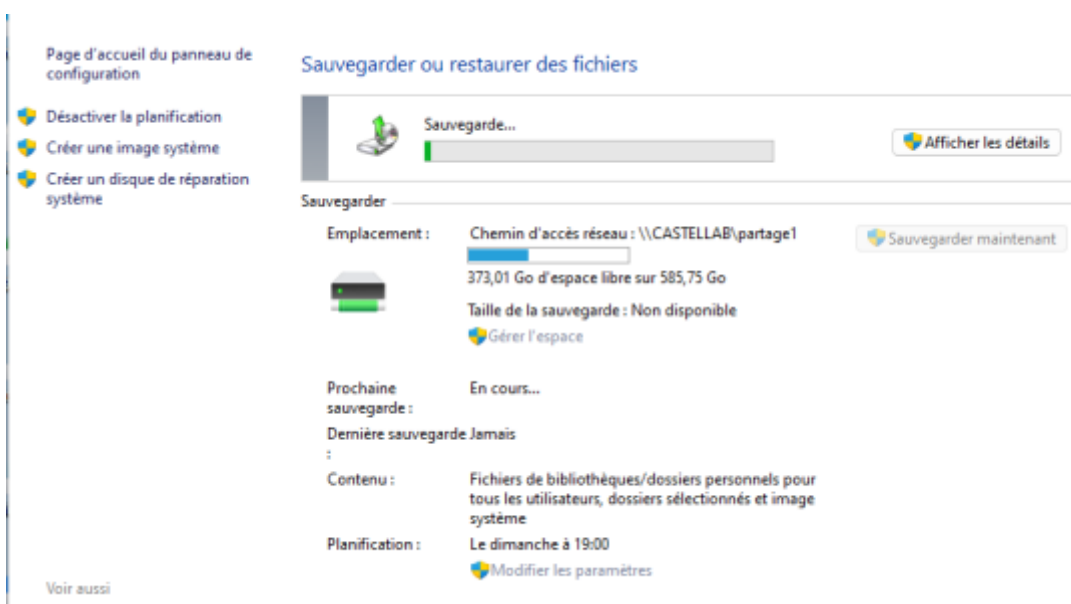 Page d'accueil du panneau de
configuration
Désactiver la planification
Créer une image système
Créer un disque de réparation
système
Voir aussi
Sauvegarder ou restaurer des fichiers
Sauvegarde...
Afficher les détails
Sauvegarder
Emplacement :
Chemin d'accès réseau : \\CASTELLAB\partage1
Sauvegarder maintenant
373,01 Go d'espace libre sur 585,75 Go
Taille de la sauvegarde : Non disponible
Gérer l'espace
Prochaine
sauvegarde :
En cours...
Dernière sauvegarde
:
Jamais
Contenu :
Fichiers de bibliothèques/dossiers personnels pour
tous les utilisateurs, dossiers sélectionnés et image
système
Planification :
Le dimanche à 19:00
Modifier les paramètres